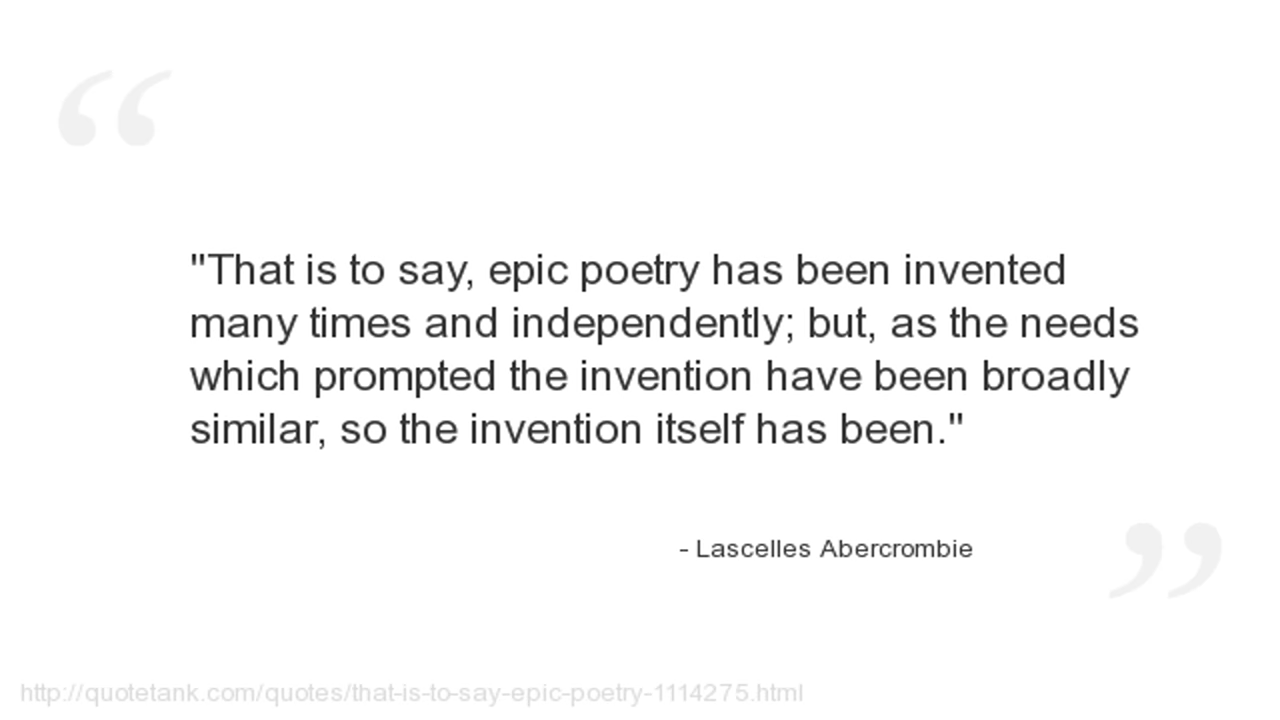 “
"That is to say, epic poetry has been invented
many times and independently; but, as the needs
which prompted the invention have been broadly
similar, so the invention itself has been."
- Lascelles Abercrombie
”
http://quotetank.com/quotes/that-is-to-say-epic-poetry-1114275.html